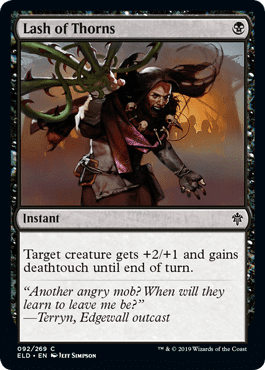 Lash of Thorns
Instant
Target creature gets +2/+1 and gains
deathtouch until end of turn.
“Another angry mob? When will they
learn to leave me be?”
—Terryn, Edgewall outcast
092/269 C
ELD • EN Jeff Simpson
™ & © 2019 Wizards of the Coast